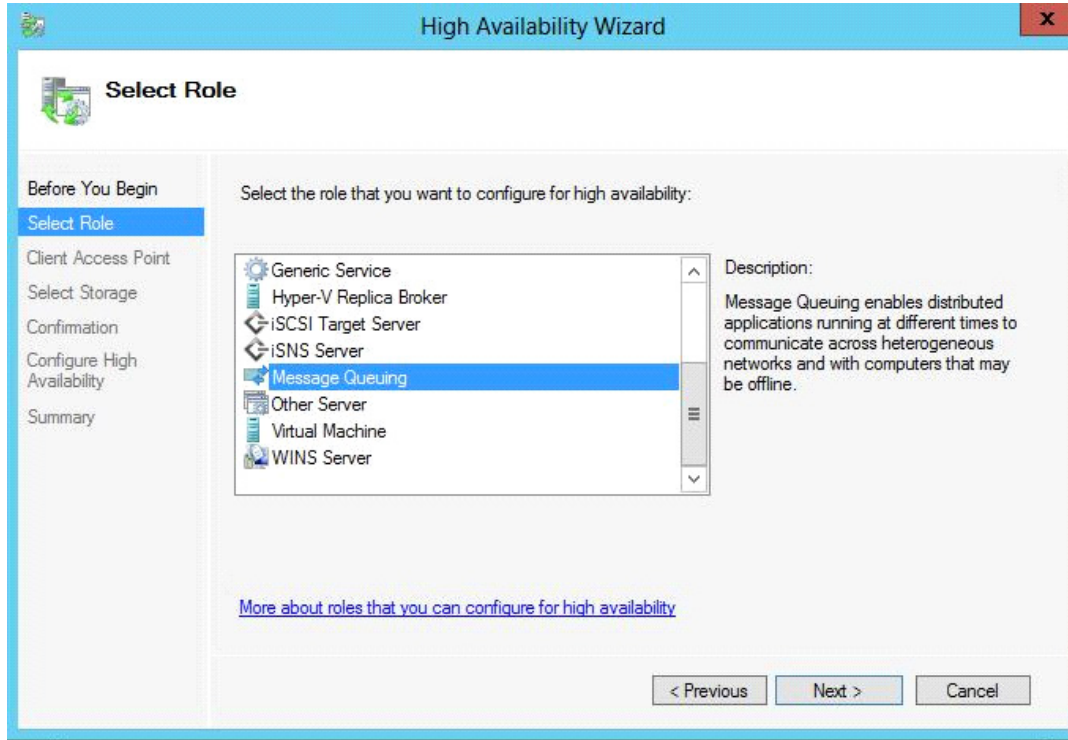 High Availability Wizard
x
Select Role
Before You Begin
Select Role
Client Access Point
Select Storage
Confirmation
Configure High
Availability
Summary
Select the role that you want to configure for high availability:
Generic Service
Hyper-V Replica Broker
iSCSI Target Server
iSNS Server
Message Queuing
Other Server
Virtual Machine
WINS Server
Description:
Message Queuing enables distributed
applications running at different times to
communicate across heterogeneous
networks and with computers that may
be offline.
More about roles that you can configure for high availability
< Previous
Next >
Cancel